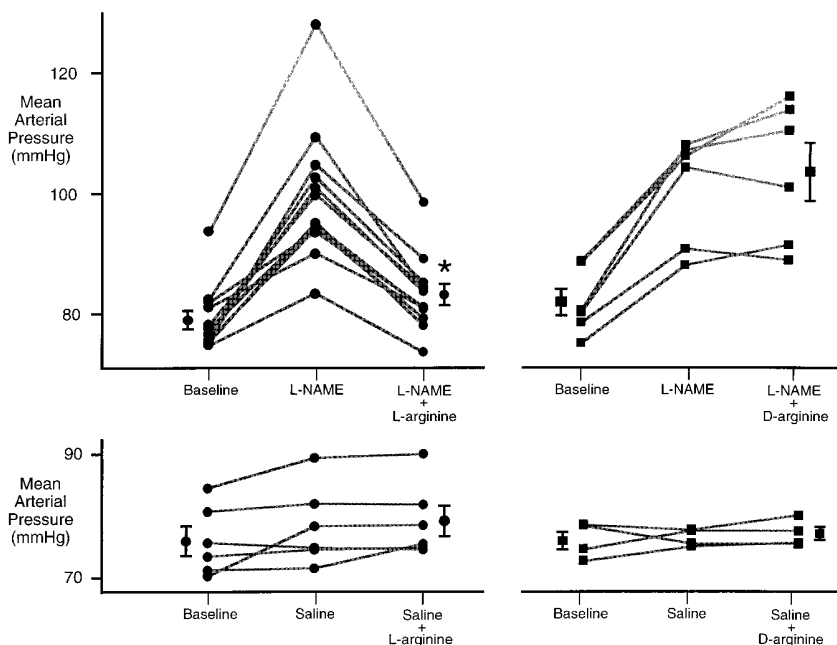 120
Mean
Arterial
Pressure
(mmHg)
100
*
80
Baseline
L-NAME
L-NAME
+
L-arginine
Baseline
L-NAME
L-NAME
+
D-arginine
90
Mean
Arterial
Pressure
(mmHg)
70
Baseline
Saline
Saline
+
L-arginine
Baseline
Saline
Saline
+
D-arginine